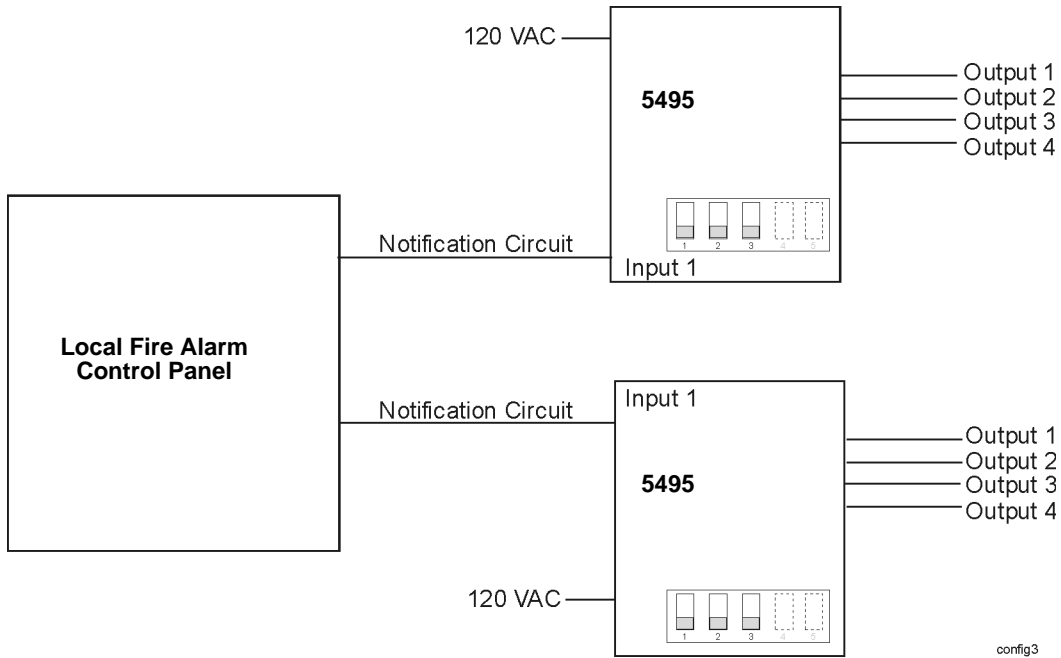 120 VAC
5495
Output 1
Output 2
Output 3
Output 4
1 2 3 4 5
Notification Circuit
Input 1
Local Fire Alarm
Control Panel
Notification Circuit
Input 1
5495
Output 1
Output 2
Output 3
Output 4
120 VAC
1 2 3 4 5
config3